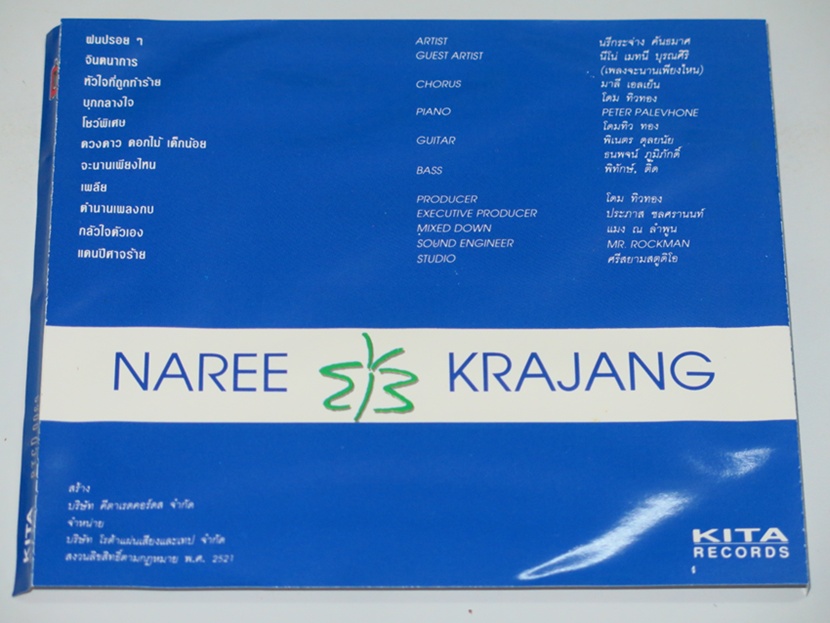 ฝนปรอย ๆ
จินตนาการ
หัวใจที่ถูกทำร้าย
บุกกลางใจ
โชว์พิเศษ
ดวงดาว ดอกไม้ เด็กน้อย
จะนานเพียงไหน
เพลีย
ตำนานเพลงกบ
กลัวใจตัวเอง
แดนปีศาจร้าย
ARTIST นรีกระจ่าง คันธมาศ
GUEST ARTIST นีโน่ เมทนี บุรณศิริ
(เพลงจะนานเพียงไหน)
CHORUS มาลี เอลเย็น
โดม ทิวทอง
PIANO PETER PALEVHONE
โดมทิว ทอง
GUITAR พิเนตร ดุลยนัย
ธนพจน์ ภูมิภักดิ์
BASS พิทักษ์, ติ๊ด
PRODUCER โดม ทิวทอง
EXECUTIVE PRODUCER ประภาส ชลศรานนท์
MIXED DOWN แมง ณ ลำพูน
SOUND ENGINEER MR. ROCKMAN
STUDIO ศรีสยามสตูดิโอ
NAREE KRAJANG
สร้าง
บริษัท คีตาเรคคอร์ดส จำกัด
จำหน่าย
บริษัท โรต้าแผ่นเสียงและเทป จำกัด
สงวนลิขสิทธิ์ตามกฎหมาย พ.ศ. 2521
KITA
RECORDS
KITA